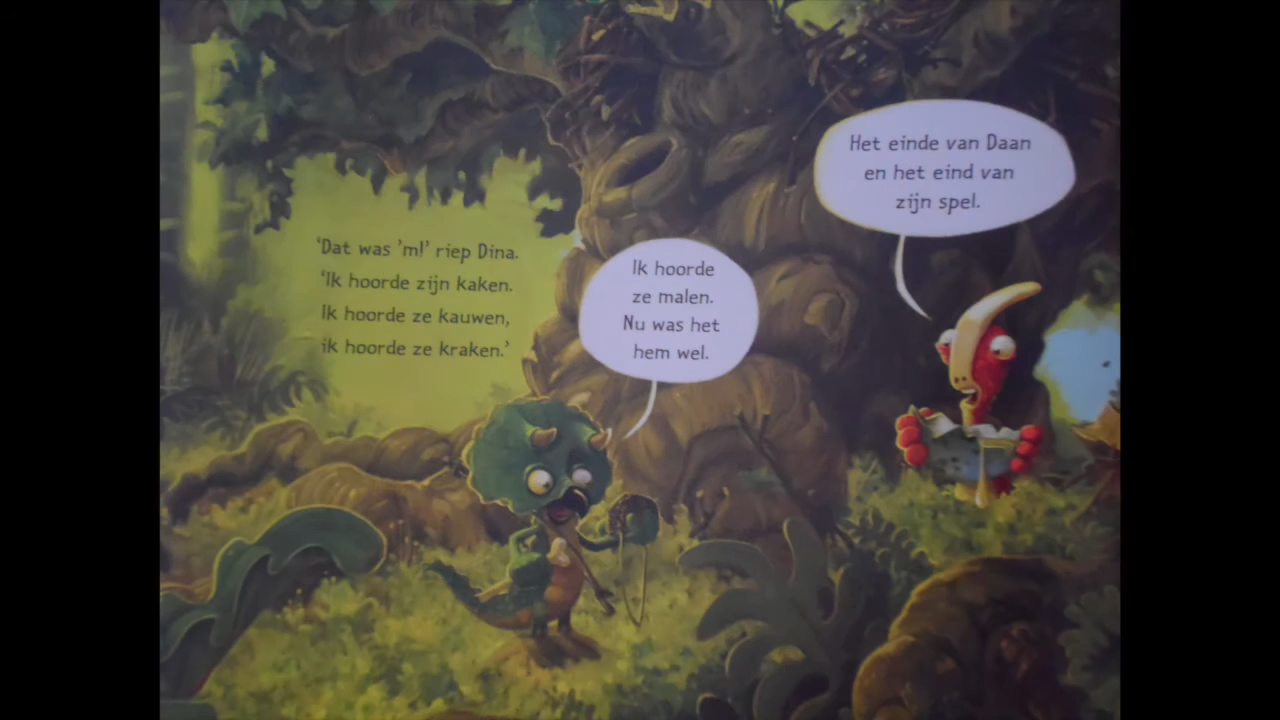 'Dat was 'm!' riep Dina.
'Ik hoorde zijn kaken.
Ik hoorde ze kauwen,
ik hoorde ze kraken.'
Ik hoorde
ze malen.
Nu was het
hem wel.
Het einde van Daan
en het eind van
zijn spel.